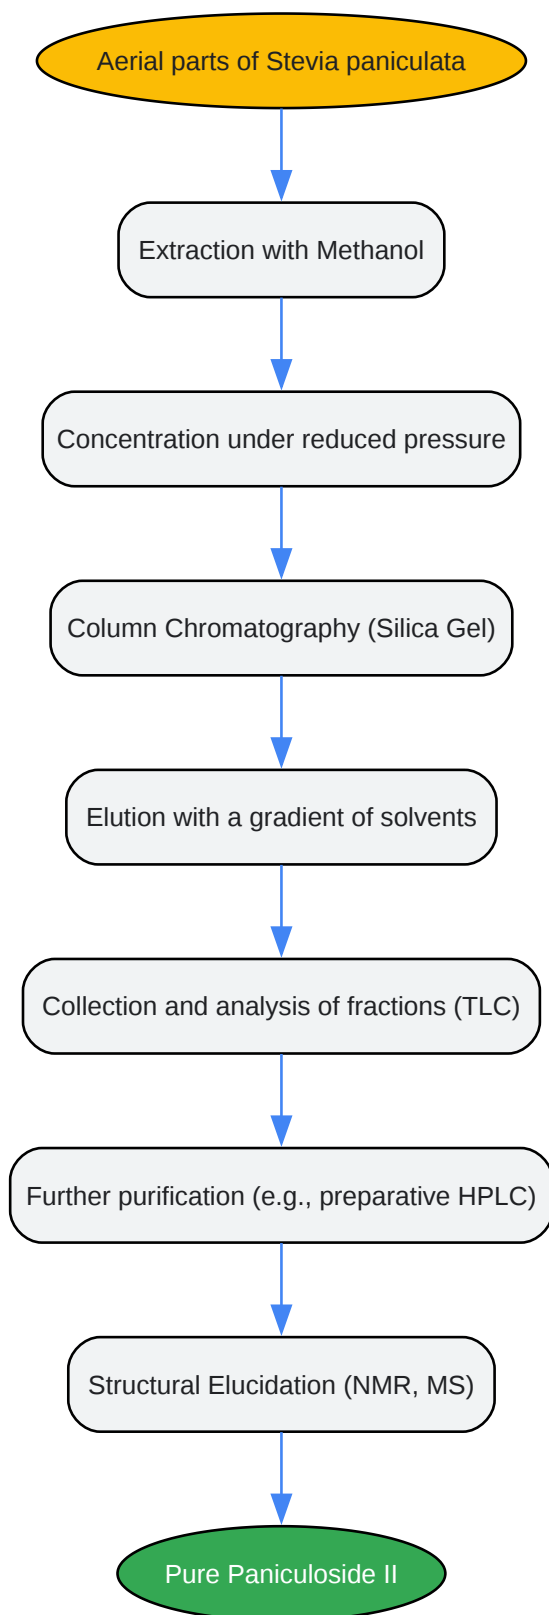 Aerial parts of Stevia paniculata
Extraction with Methanol
Concentration under reduced pressure
Column Chromatography (Silica Gel)
Elution with a gradient of solvents
Collection and analysis of fractions (TLC)
Further purification (e.g., preparative HPLC)
Structural Elucidation (NMR, MS)
Pure Paniculoside II